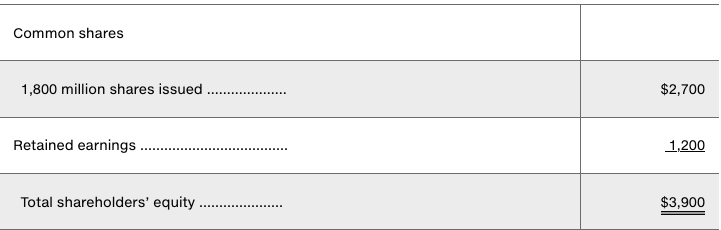 Common shares
1,800 million shares issued .................... $2,700
Retained earnings ..................................... 1,200
Total shareholders’ equity ..................... $3,900